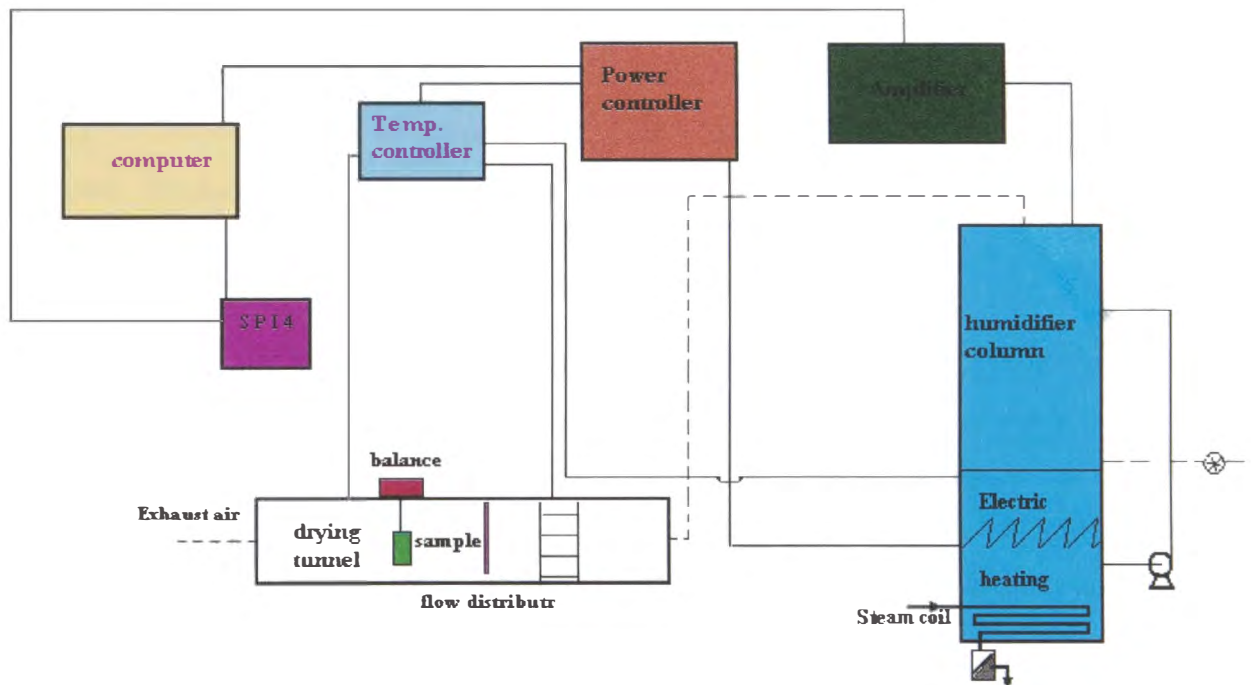 Power
controller
Amplifier
Temp.
controller
computer
SPI4
humidifier
column
balance
Electric
Exhaust air
drying
tunnel
sample
heating
flow distributr
Steam coil